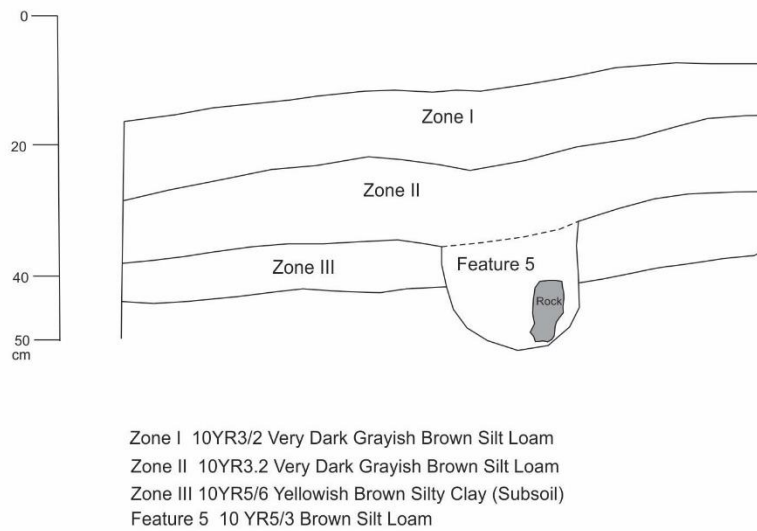 0
Zone I
20
Zone II
Feature 5
Zone III
40
Rock
50
cm
Zone I 10YR3/2 Very Dark Grayish Brown Silt Loam
Zone II 10YR3.2 Very Dark Grayish Brown Silt Loam
Zone III 10YR5/6 Yellowish Brown Silty Clay (Subsoil)
Feature 5 10 YR5/3 Brown Silt Loam